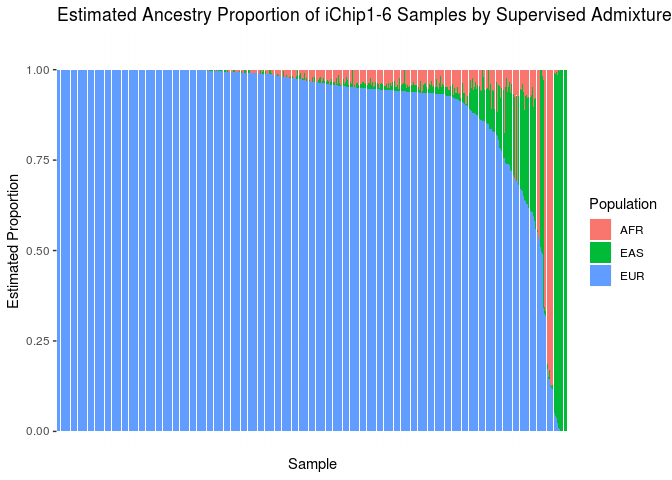 Estimated Ancestry Proportion of iChip1-6 Samples by Supervised Admixture
1.00
0.75
0.50
0.25
0.00
Estimated Proportion
Sample
Population
AFR
EAS
EUR